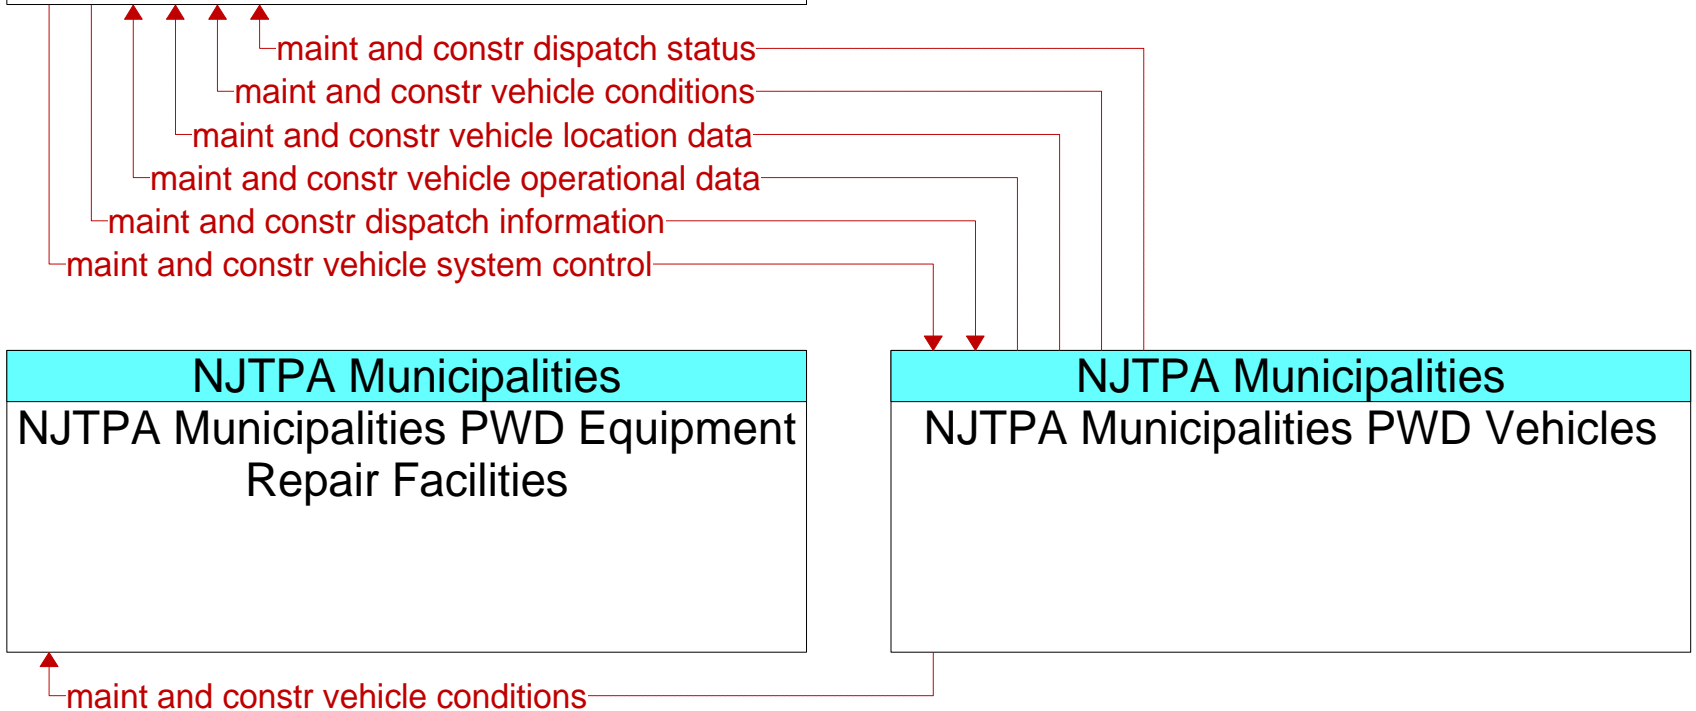 maint and constr dispatch status
maint and constr vehicle conditions
maint and constr vehicle location data
maint and constr vehicle operational data
maint and constr dispatch information
maint and constr vehicle system control
NJTPA Municipalities
NJTPA Municipalities PWD Equipment
Repair Facilities
NJTPA Municipalities
NJTPA Municipalities PWD Vehicles
maint and constr vehicle conditions